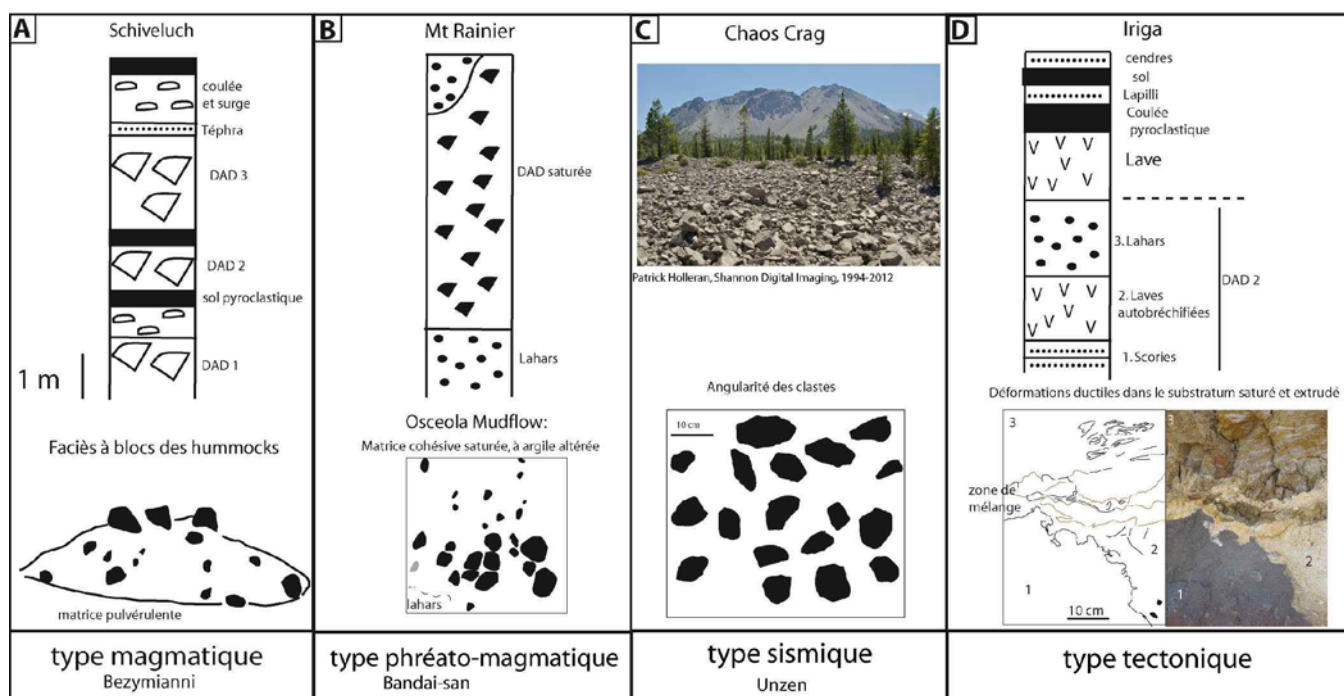 A
Schiveluch
coulée
et surge
Téphra
DAD 3
DAD 2
sol pyroclastique
DAD 1
1 m
Faciès à blocs des hummocks
matrice pulvérulente
type magmatique
Bezymianni
B
Mt Rainier
DAD saturée
Lahars
Osceola Mudflow:
Matrice cohésive saturée, à argile altérée
lahars
type phréato-magmatique
Bandai-san
C
Chaos Crag
Patrick Holleran, Shannon Digital Imaging, 1994-2012
Angularité des clastes
10 cm
type sismique
Unzen
D
Iriga
cendres
sol
Lapilli
Coulée
pyroclastique
Lave
3. Lahars
DAD 2
2. Laves
autobréchifiées
1. Scories
Déformations ductiles dans le substratum saturé et extrudé
3
3
zone de
mélange
2
2
1
1
10 cm
type tectonique